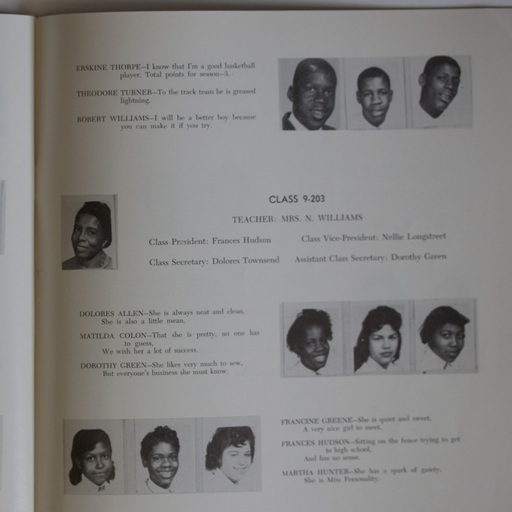 ERSKINE THORPE—I know that I'm a good basketball
player. Total points for season—3.
THEODORE TURNER—To the track team he is greased
lightning.
ROBERT WILLIAMS—I will be a better boy because
you can make it if you try.
CLASS 9-203
TEACHER: MRS. N. WILLIAMS
Class President: Frances Hudson Class Vice-President: Nellie Longstreet
Class Secretary: Dolores Townsend Assistant Class Secretary: Dorothy Green
DOLORES ALLEN—She is always neat and clean,
She is also a little mean.
MATILDA COLON—That she is pretty, no one has
to guess,
We wish her a lot of success.
DOROTHY GREEN—She likes very much to sew,
But everyone's business she must know.
FRANCINE GREENE—She is quiet and sweet,
A very nice girl to meet.
FRANCES HUDSON—Sitting on the fence trying to get
to high school,
And has no sense.
MARTHA HUNTER—She has a spark of gaiety,
She is Miss Personality.